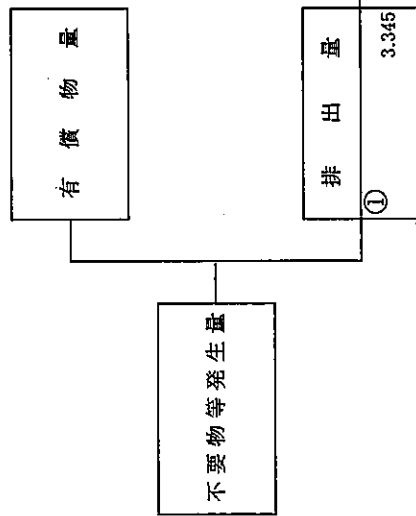 有償物量
不要物等発生量
排出量
①
3.345